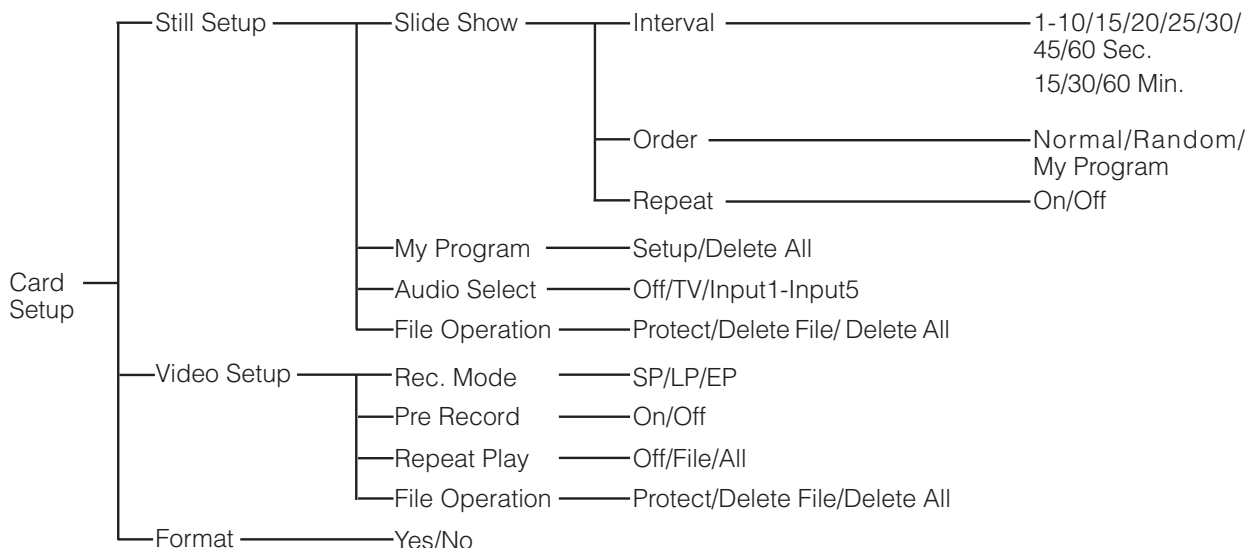 Still Setup Slide Show Interval 1-10/15/20/25/30/
45/60 Sec.
15/30/60 Min.
Order Normal/Random/
My Program
Repeat On/Off
My Program Setup/Delete All
Card
Setup
Audio Select Off/TV/Input1-Input5
File Operation Protect/Delete File/ Delete All
Video Setup Rec. Mode SP/LP/EP
Pre Record On/Off
Repeat Play Off/File/All
File Operation Protect/Delete File/Delete All
Format Yes/No